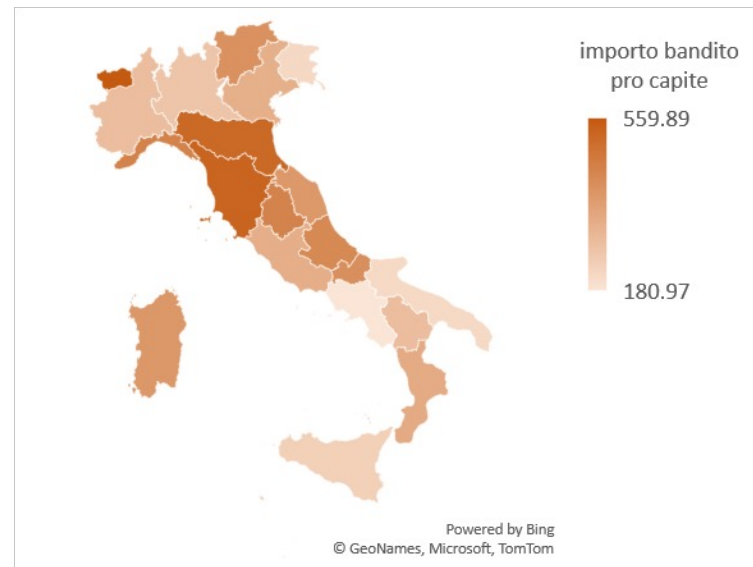 importo bandito
pro capite
559.89
180.97
Powered by Bing
© GeoNames, Microsoft, TomTom